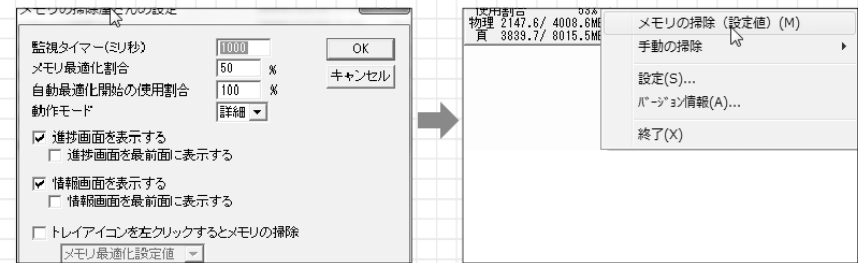 メモリの掃除屋さんの設定
監視タイマー(ミリ秒) 1000
OK
メモリ最適化割合 50 %
キャンセル
自動最適化開始の使用割合 100 %
動作モード 詳細
進捗画面を表示する
進捗画面を最前面に表示する
情報画面を表示する
情報画面を最前面に表示する
トレイアイコンを左クリックするとメモリの掃除
メモリ最適化設定値
使用割合 53%
物理 2147.6/ 4008.6MB
頁 3839.7/ 8015.5MB
メモリの掃除（設定値）(M)
手動の掃除
設定(S)...
ﾊﾞｰｼﾞｮﾝ情報(A)...
終了(X)